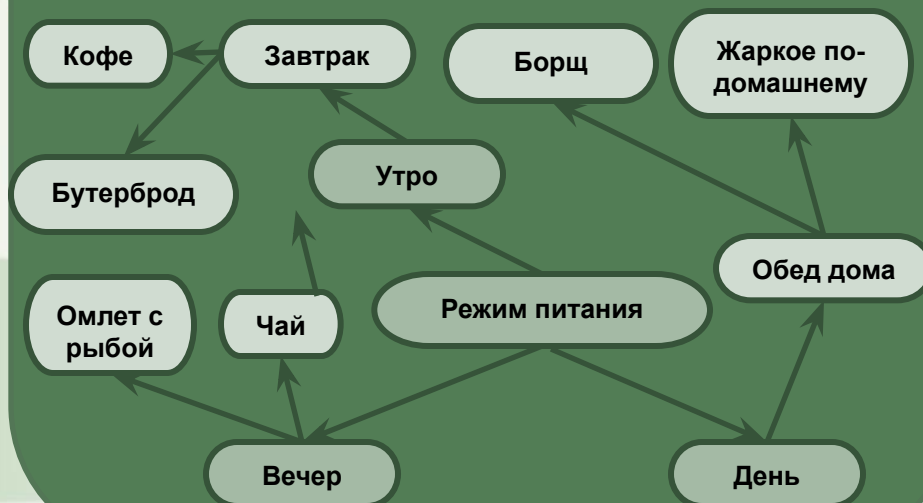 Кофе
Завтрак
Борщ
Жаркое по-
домашнему
Бутерброд
Утро
Обед дома
Омлет с
рыбой
Чай
Режим питания
Вечер
День